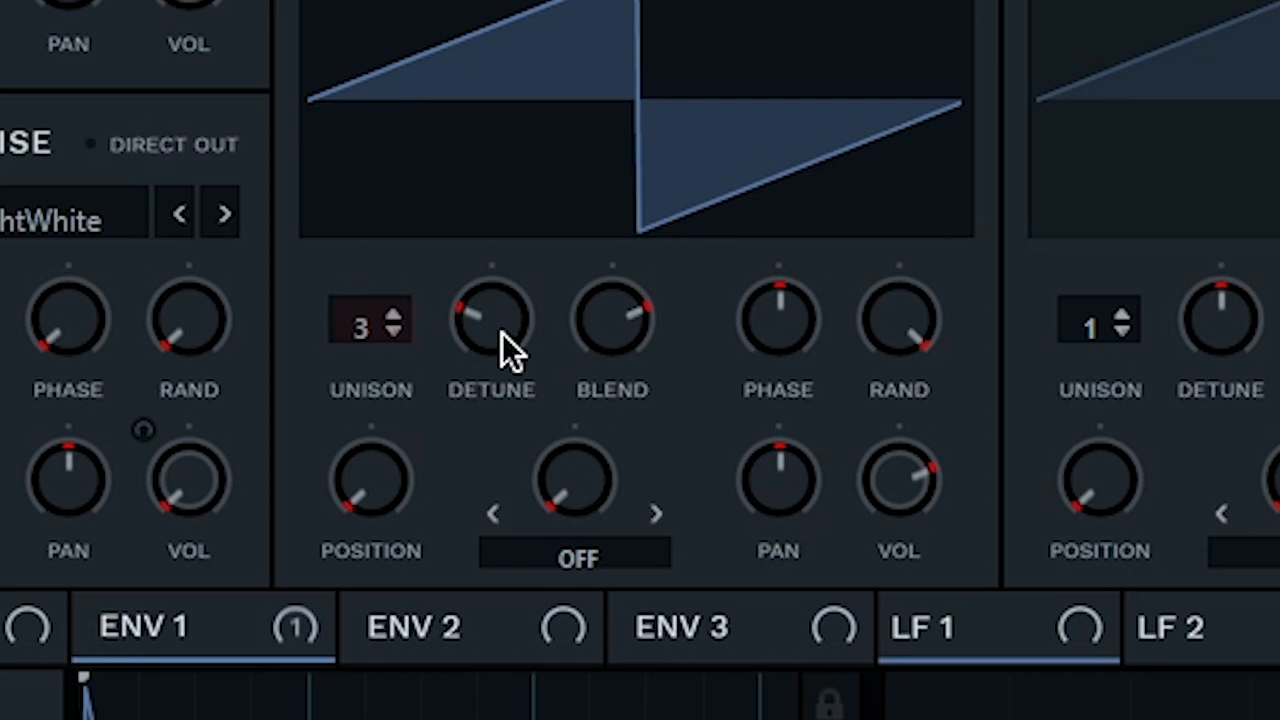 PAN VOL
ISE DIRECT OUT
htWhite < >
3 1
PHASE RAND UNISON DETUNE BLEND PHASE RAND UNISON DETUNE
< > <
OFF
PAN VOL POSITION PAN VOL POSITION
ENV 1 1 ENV 2 ENV 3 LF 1 LF 2